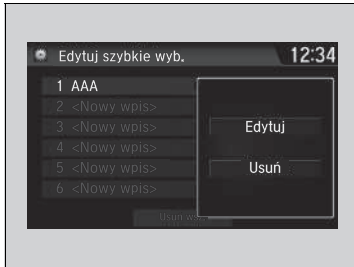 Edytuj szybkie wyb. 12:34
1 AAA
2 <Nowy wpis>
3 <Nowy wpis>
Edytuj
4 <Nowy wpis>
5 <Nowy wpis>
Usuń
6 <Nowy wpis>
Usuń